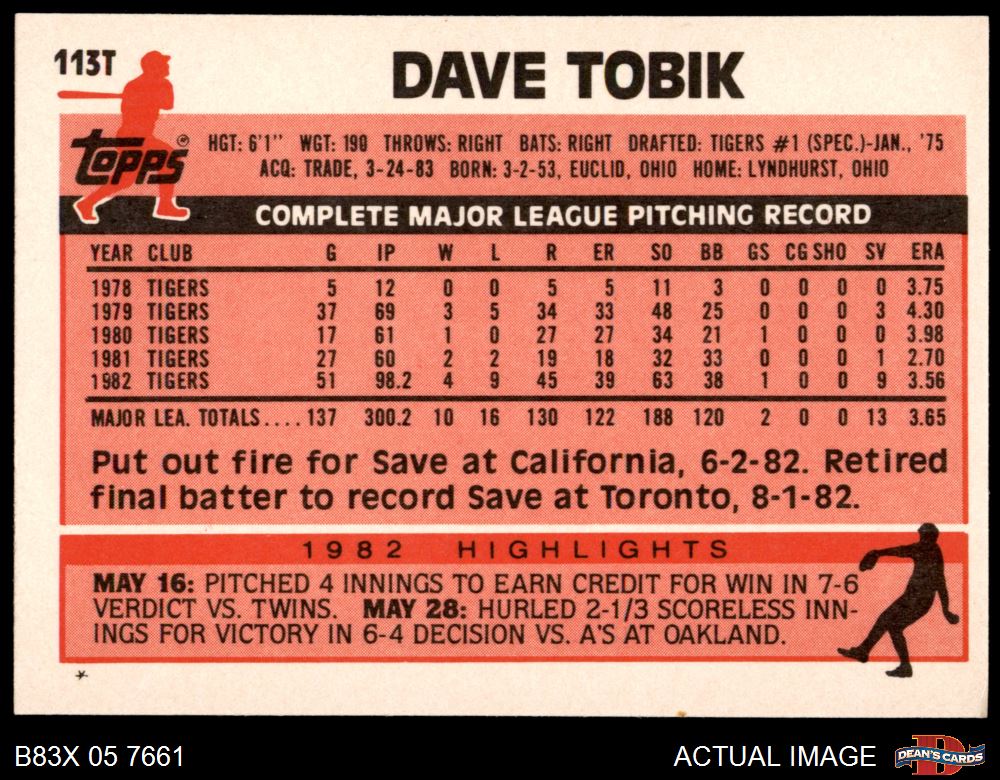 113T
DAVE TOBIK
Topps®
HGT: 6'1" WGT: 190 THROWS: RIGHT BATS: RIGHT DRAFTED: TIGERS #1 (SPEC.)-JAN., '75
ACQ: TRADE, 3-24-83 BORN: 3-2-53, EUCLID, OHIO HOME: LYNDHURST, OHIO
COMPLETE MAJOR LEAGUE PITCHING RECORD
YEAR CLUB G IP W L R ER SO BB GS CG SHO SV ERA
1978 TIGERS 5 12 0 0 5 5 11 3 0 0 0 0 3.75
1979 TIGERS 37 69 3 5 34 33 48 25 0 0 0 3 4.30
1980 TIGERS 17 61 1 0 27 27 34 21 1 0 0 0 3.98
1981 TIGERS 27 60 2 2 19 18 32 33 0 0 0 1 2.70
1982 TIGERS 51 98.2 4 9 45 39 63 38 1 0 0 9 3.56
MAJOR LEA. TOTALS.... 137 300.2 10 16 130 122 188 120 2 0 0 13 3.65
Put out fire for Save at California, 6-2-82. Retired
final batter to record Save at Toronto, 8-1-82.
1982 HIGHLIGHTS
MAY 16: PITCHED 4 INNINGS TO EARN CREDIT FOR WIN IN 7-6
VERDICT VS. TWINS. MAY 28: HURLED 2-1/3 SCORELESS INN-
INGS FOR VICTORY IN 6-4 DECISION VS. A'S AT OAKLAND.
*
B83X 05 7661
ACTUAL IMAGE
DEAN'S CARDS